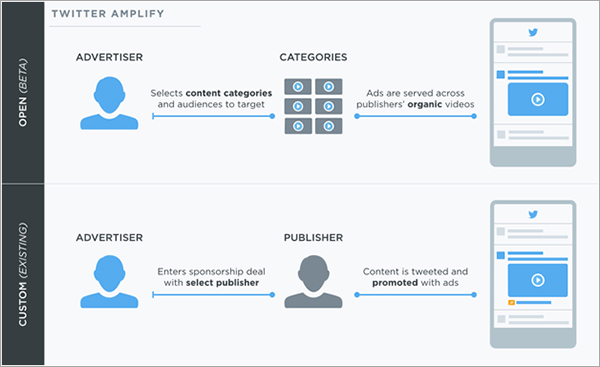 TWITTER AMPLIFY
OPEN (BETA)
ADVERTISER
Selects content categories
and audiences to target
CATEGORIES
Ads are served across
publishers' organic videos
CUSTOM (EXISTING)
ADVERTISER
Enters sponsorship deal
with select publisher
PUBLISHER
Content is tweeted and
promoted with ads